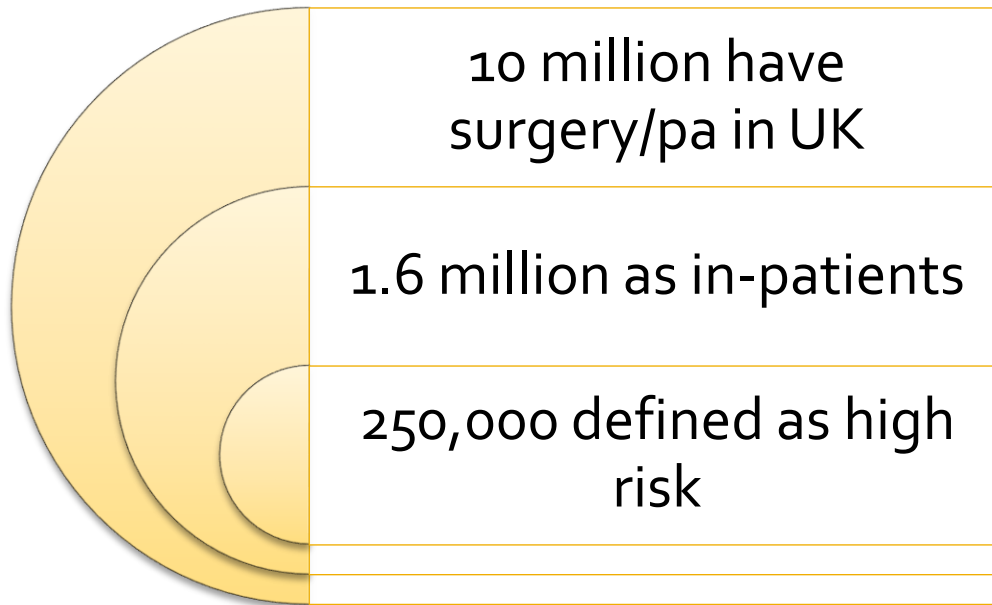 10 million have
surgery/pa in UK
1.6 million as in-patients
250,000 defined as high
risk